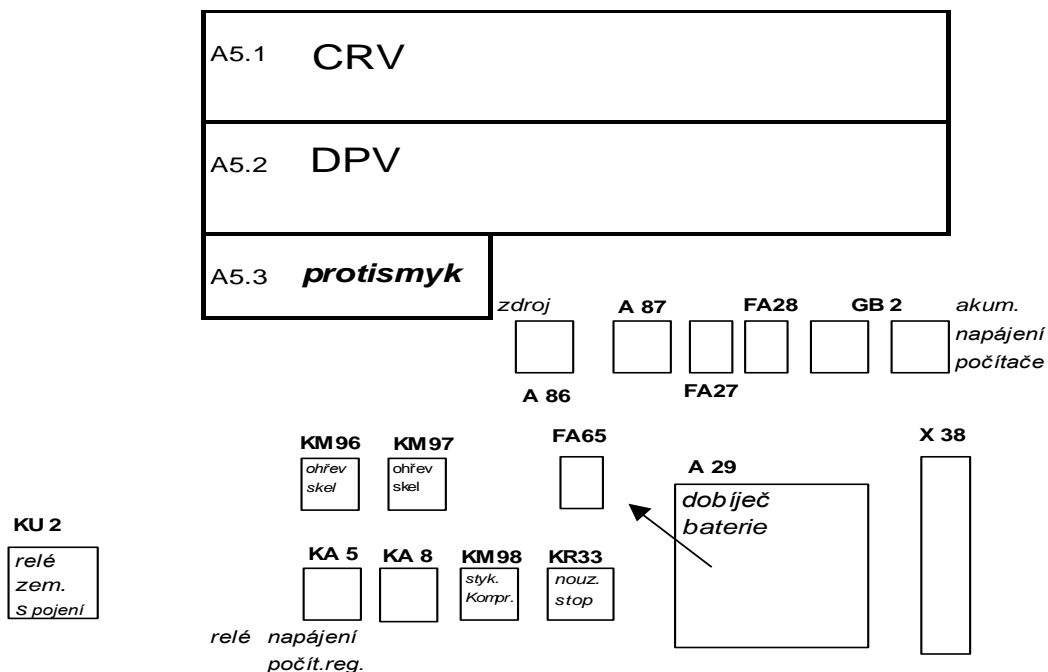 A5.1 CRV
A5.2 DPV
A5.3 protismyk
zdroj A 87 FA28 GB 2 akum.
napájení
počítače
A 86 FA27
KM96 KM97 FA65 A 29 X 38
ohřev ohřev
skel skel
dobíječ
baterie
KU 2
relé
zem.
S pojení
KA 5 KA 8 KM98 KR33
styk. nouz.
Kompr. stop
relé napájení
počít.reg.